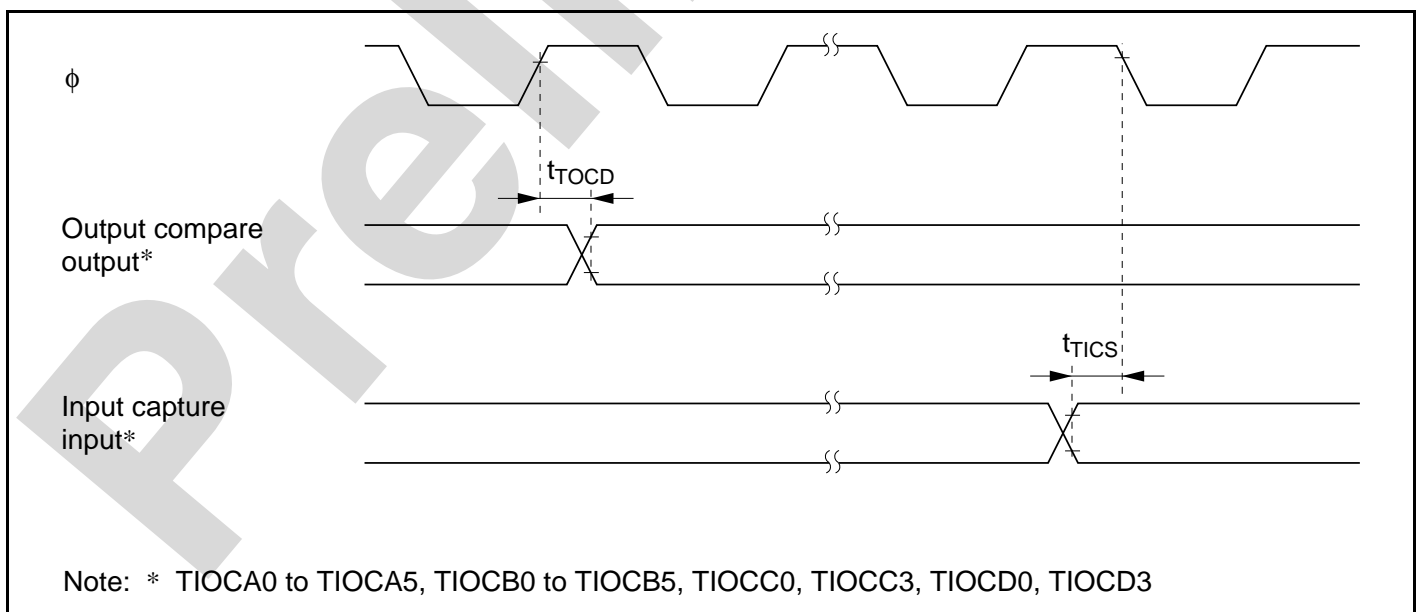 φ
tTOCD
Output compare
output*
tTICS
Input capture
input*
Note: * TIOCA0 to TIOCA5, TIOCB0 to TIOCB5, TIOCC0, TIOCC3, TIOCD0, TIOCD3
Preli